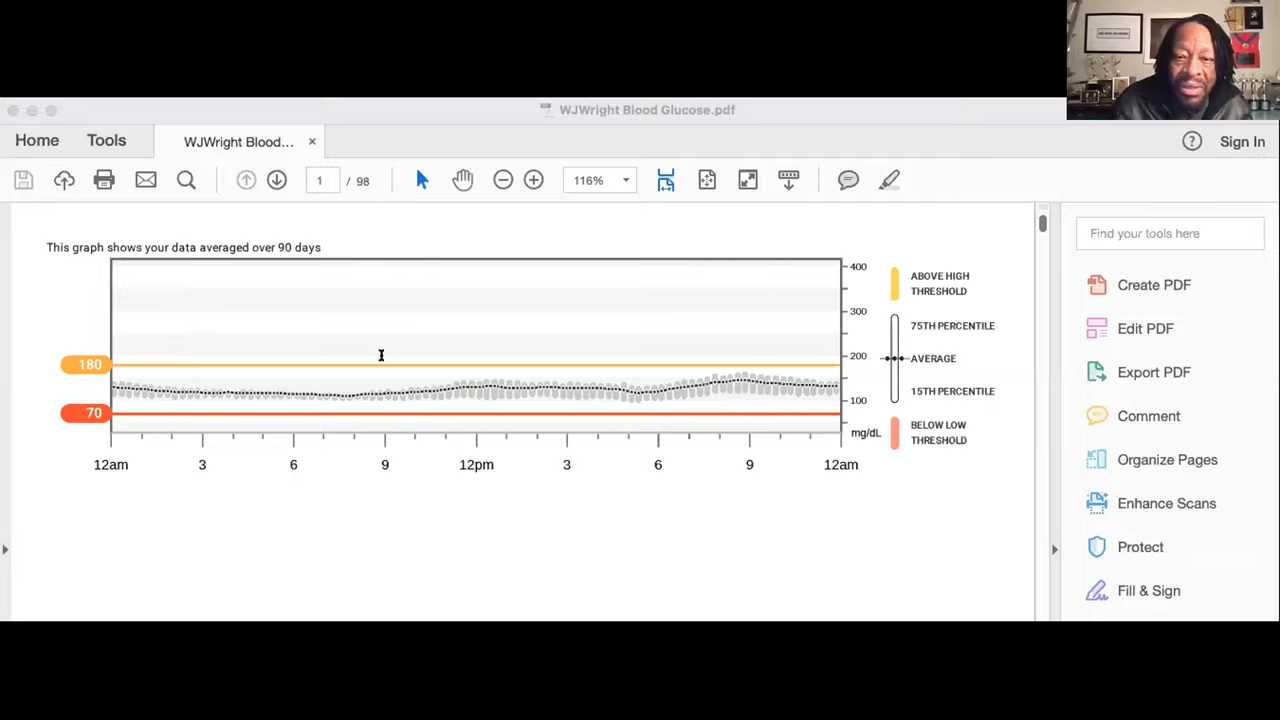 WJWright Blood Glucose.pdf
Home
Tools
WJWright Blood...
Sign In
1 / 98
116%
Find your tools here
This graph shows your data averaged over 90 days
400
300
200
100
mg/dL
180
70
12am 3 6 9 12pm 3 6 9 12am
ABOVE HIGH
THRESHOLD
75TH PERCENTILE
AVERAGE
15TH PERCENTILE
BELOW LOW
THRESHOLD
Create PDF
Edit PDF
Export PDF
Comment
Organize Pages
Enhance Scans
Protect
Fill & Sign